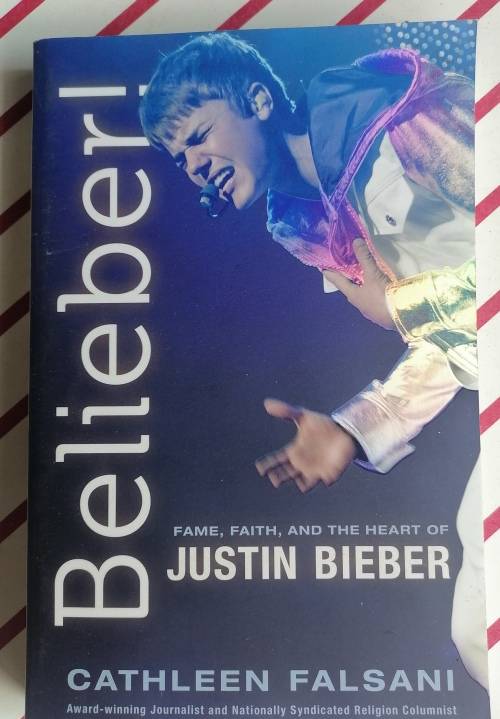 Belieber!
FAME, FAITH, AND THE HEART OF
JUSTIN BIEBER
CATHLEEN FALSANI
Award-winning Journalist and Nationally Syndicated Religion Columnist